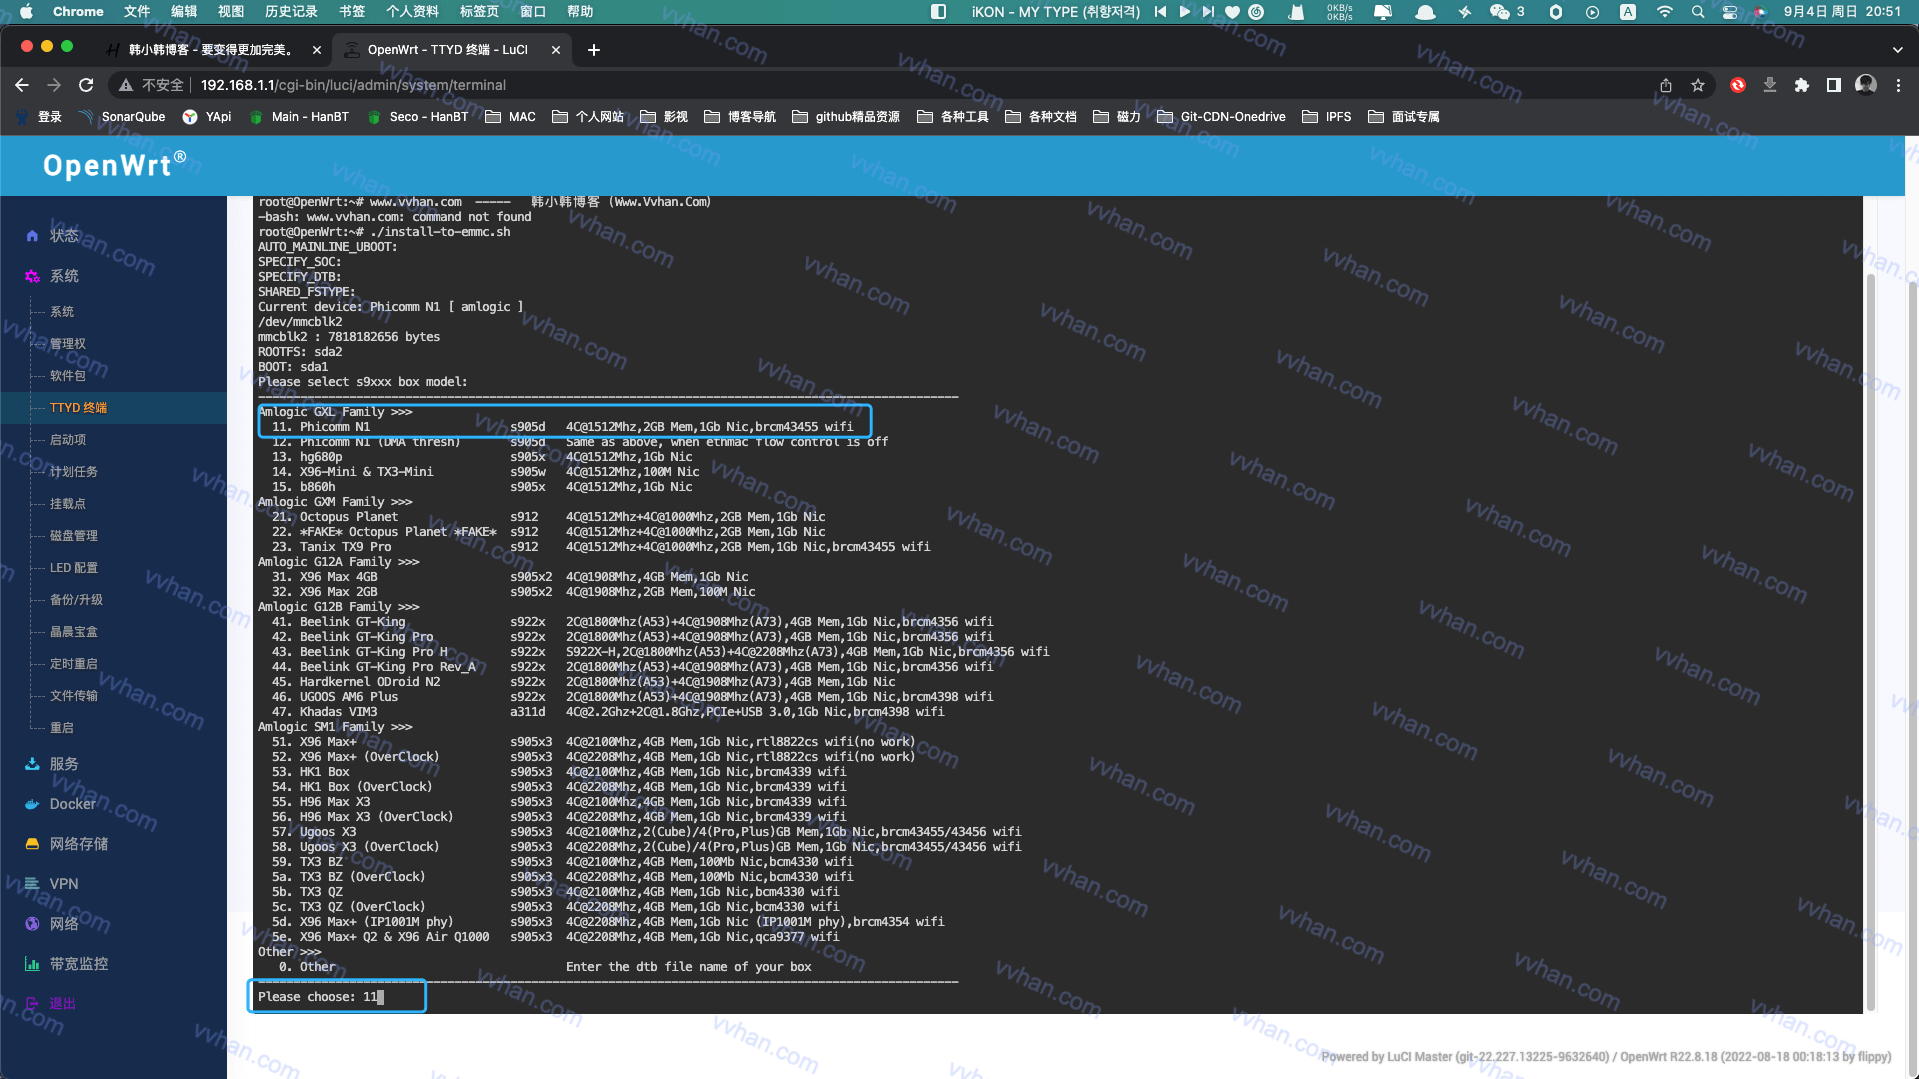 Chrome 文件 编辑 视图 历史记录 书签 个人资料 标签页 窗口 帮助 iKON - MY TYPE (취향저격) 0KB/s 0KB/s 3 A 9月4日 周日 20:51
韩小韩博客 - 要变得更加完美。 OpenWrt - TTYD 终端 - LuCI
不安全 192.168.1.1/cgi-bin/luci/admin/system/terminal
登录 SonarQube YApi Main - HanBT Seco - HanBT MAC 个人网站 影视 博客导航 github精品资源 各种工具 各种文档 磁力 Git-CDN-Onedrive IPFS 面试专属
OpenWrt®
状态
系统
系统
管理权
软件包
TTYD 终端
启动项
计划任务
挂载点
磁盘管理
LED 配置
备份/升级
晶晨宝盒
定时重启
文件传输
重启
服务
Docker
网络存储
VPN
网络
带宽监控
退出
root@OpenWrt:~# www.vvhan.com ----- 韩小韩博客 (Www.Vvhan.Com)
-bash: www.vvhan.com: command not found
root@OpenWrt:~# ./install-to-emmc.sh
AUTO_MAINLINE_UBOOT:
SPECIFY_SOC:
SPECIFY_DTB:
SHARED_FSTYPE:
Current device: Phicomm N1 [ amlogic ]
/dev/mmcblk2
mmcblk2 : 7818182656 bytes
ROOTFS: sda2
BOOT: sda1
Please select s9xxx box model:
----------------------------------------------------------------------------------------------------
Amlogic GXL Family >>>
11. Phicomm N1 s905d 4C@1512Mhz,2GB Mem,1Gb Nic,brcm43455 wifi
12. Phicomm N1 (DMA thresh) s905d Same as above, when ethmac flow control is off
13. hg680p s905x 4C@1512Mhz,1Gb Nic
14. X96-Mini & TX3-Mini s905w 4C@1512Mhz,100M Nic
15. b860h s905x 4C@1512Mhz,1Gb Nic
Amlogic GXM Family >>>
21. Octopus Planet s912 4C@1512Mhz+4C@1000Mhz,2GB Mem,1Gb Nic
22. *FAKE* Octopus Planet *FAKE* s912 4C@1512Mhz+4C@1000Mhz,2GB Mem,1Gb Nic
23. Tanix TX9 Pro s912 4C@1512Mhz+4C@1000Mhz,2GB Mem,1Gb Nic,brcm43455 wifi
Amlogic G12A Family >>>
31. X96 Max 4GB s905x2 4C@1908Mhz,4GB Mem,1Gb Nic
32. X96 Max 2GB s905x2 4C@1908Mhz,2GB Mem,100M Nic
Amlogic G12B Family >>>
41. Beelink GT-King s922x 2C@1800Mhz(A53)+4C@1908Mhz(A73),4GB Mem,1Gb Nic,brcm4356 wifi
42. Beelink GT-King Pro s922x 2C@1800Mhz(A53)+4C@1908Mhz(A73),4GB Mem,1Gb Nic,brcm4356 wifi
43. Beelink GT-King Pro H s922x S922X-H,2C@1800Mhz(A53)+4C@2208Mhz(A73),4GB Mem,1Gb Nic,brcm4356 wifi
44. Beelink GT-King Pro Rev_A s922x 2C@1800Mhz(A53)+4C@1908Mhz(A73),4GB Mem,1Gb Nic,brcm4356 wifi
45. Hardkernel ODroid N2 s922x 2C@1800Mhz(A53)+4C@1908Mhz(A73),4GB Mem,1Gb Nic
46. UGOOS AM6 Plus s922x 2C@1800Mhz(A53)+4C@1908Mhz(A73),4GB Mem,1Gb Nic,brcm4398 wifi
47. Khadas VIM3 a311d 4C@2.2Ghz+2C@1.8Ghz,PCIe+USB 3.0,1Gb Nic,brcm4398 wifi
Amlogic SM1 Family >>>
51. X96 Max+ s905x3 4C@2100Mhz,4GB Mem,1Gb Nic,rtl8822cs wifi(no work)
52. X96 Max+ (OverClock) s905x3 4C@2208Mhz,4GB Mem,1Gb Nic,rtl8822cs wifi(no work)
53. HK1 Box s905x3 4C@2100Mhz,4GB Mem,1Gb Nic,brcm4339 wifi
54. HK1 Box (OverClock) s905x3 4C@2208Mhz,4GB Mem,1Gb Nic,brcm4339 wifi
55. H96 Max X3 s905x3 4C@2100Mhz,4GB Mem,1Gb Nic,brcm4339 wifi
56. H96 Max X3 (OverClock) s905x3 4C@2208Mhz,4GB Mem,1Gb Nic,brcm4339 wifi
57. Ugoos X3 s905x3 4C@2100Mhz,2(Cube)/4(Pro,Plus)GB Mem,1Gb Nic,brcm43455/43456 wifi
58. Ugoos X3 (OverClock) s905x3 4C@2208Mhz,2(Cube)/4(Pro,Plus)GB Mem,1Gb Nic,brcm43455/43456 wifi
59. TX3 BZ s905x3 4C@2100Mhz,4GB Mem,100Mb Nic,bcm4330 wifi
5a. TX3 BZ (OverClock) s905x3 4C@2208Mhz,4GB Mem,100Mb Nic,bcm4330 wifi
5b. TX3 QZ s905x3 4C@2100Mhz,4GB Mem,1Gb Nic,bcm4330 wifi
5c. TX3 QZ (OverClock) s905x3 4C@2208Mhz,4GB Mem,1Gb Nic,bcm4330 wifi
5d. X96 Max+ (IP1001M phy) s905x3 4C@2208Mhz,4GB Mem,1Gb Nic (IP1001M phy),brcm4354 wifi
5e. X96 Max+ Q2 & X96 Air Q1000 s905x3 4C@2208Mhz,4GB Mem,1Gb Nic,qca9377 wifi
Other >>>
0. Other Enter the dtb file name of your box
----------------------------------------------------------------------------------------------------
Please choose: 11
Powered by LuCI Master (git-22.227.13225-9632640) / OpenWrt R22.8.18 (2022-08-18 00:18:13 by flippy)
vvhan.com